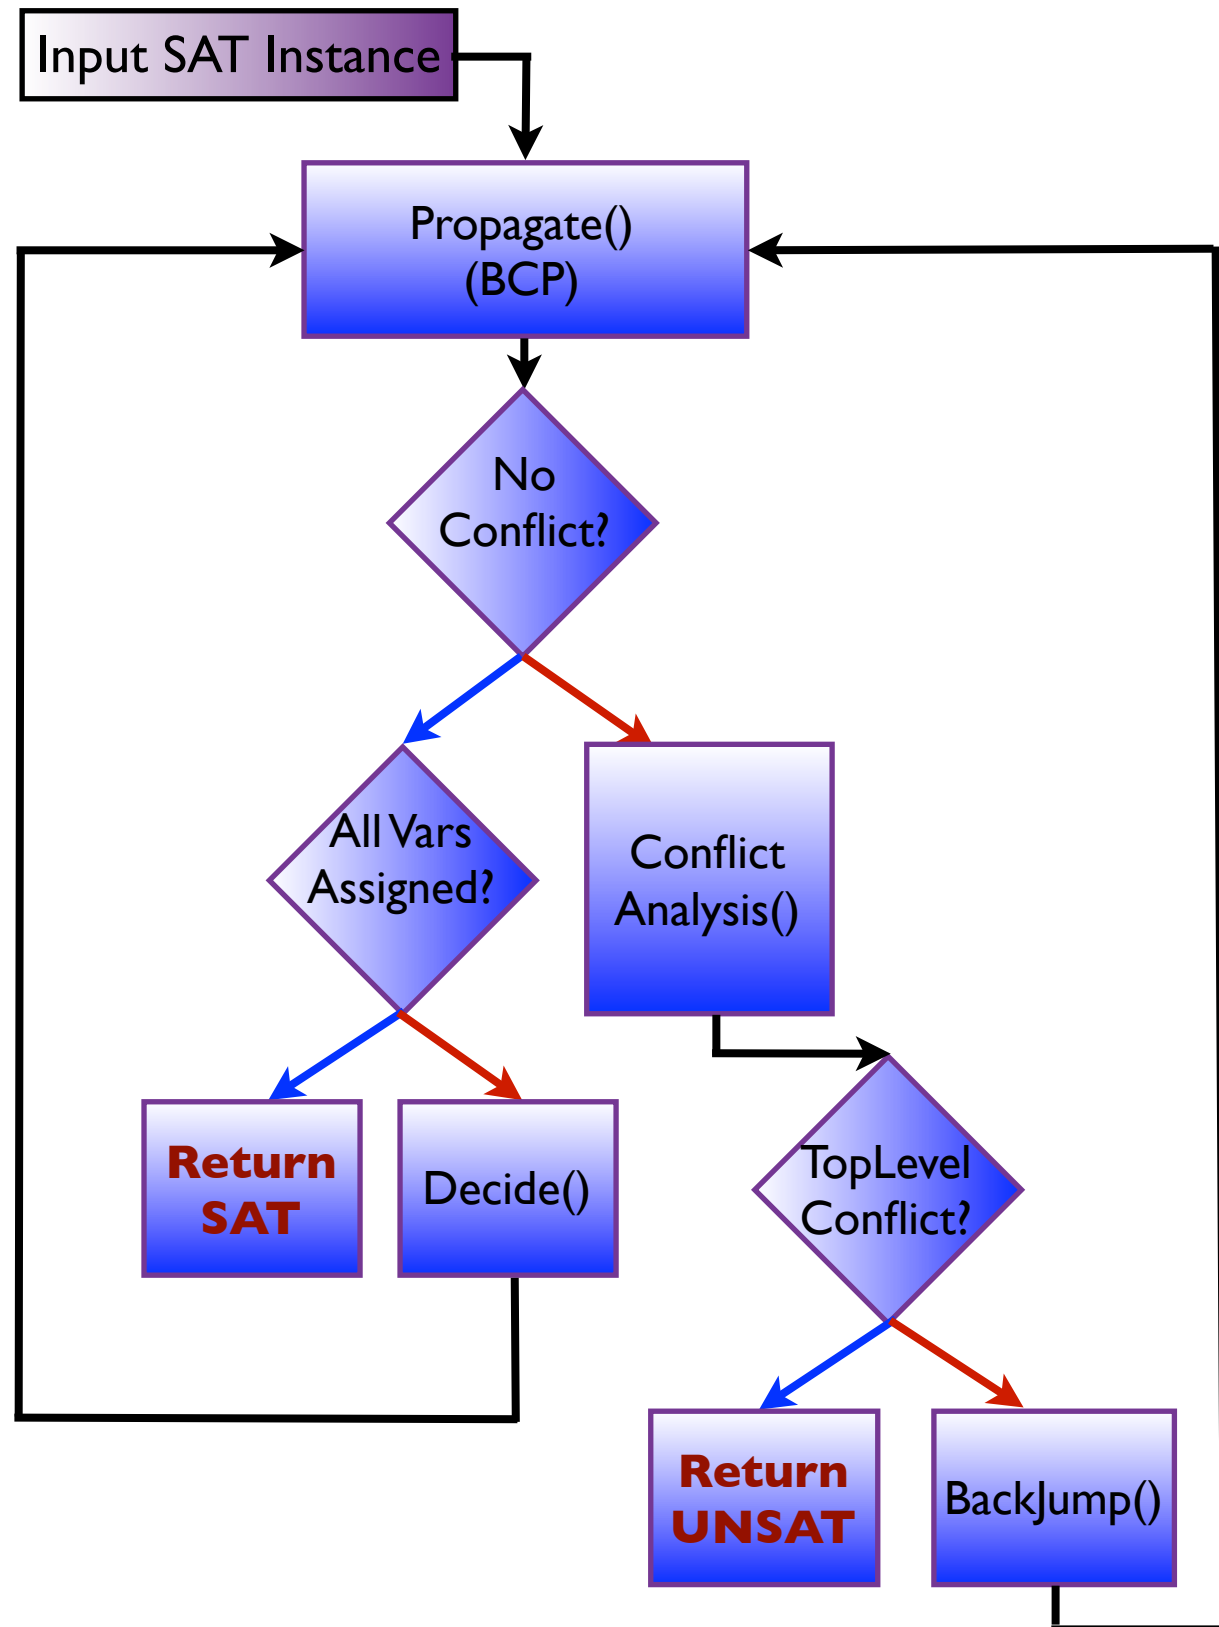 Input SAT Instance
Propagate()
(BCP)
No
Conflict?
All Vars
Assigned?
Conflict
Analysis()
Return
SAT
Decide()
TopLevel
Conflict?
Return
UNSAT
BackJump()